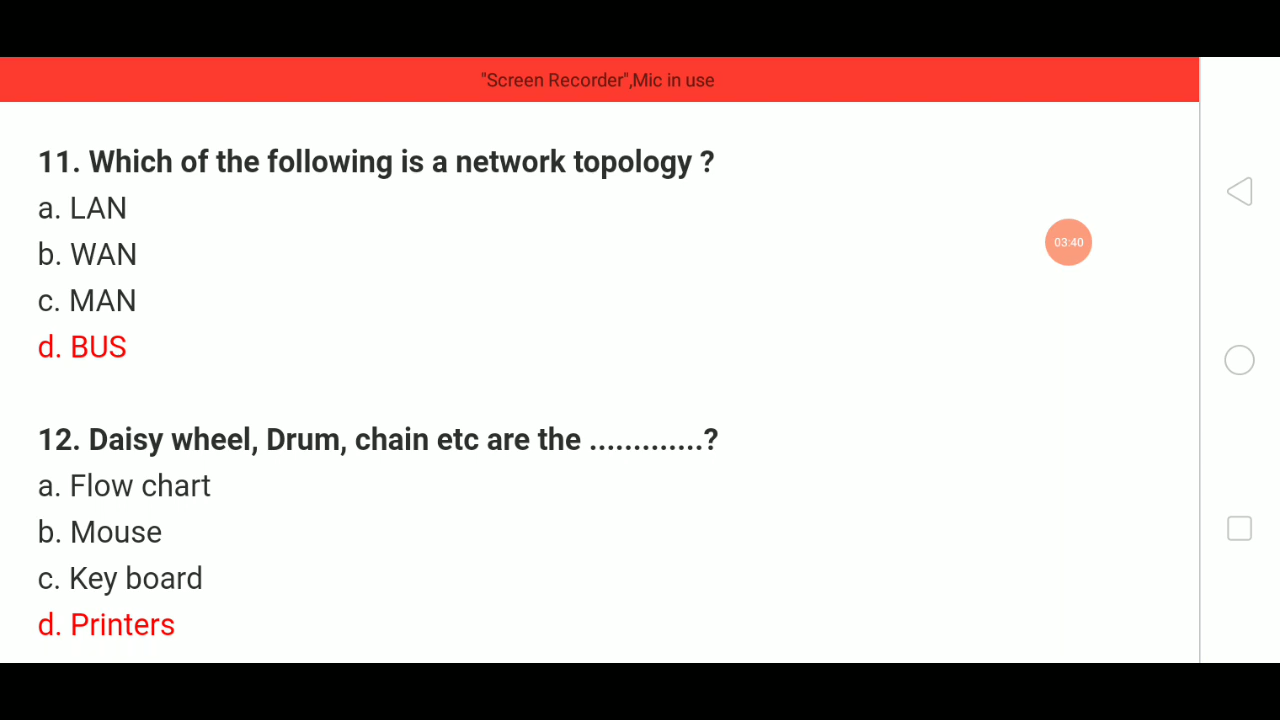 "Screen Recorder",Mic in use
11. Which of the following is a network topology ?
a. LAN
03:40
b. WAN
c. MAN
d. BUS
12. Daisy wheel, Drum, chain etc are the .............?
a. Flow chart
b. Mouse
c. Key board
d. Printers